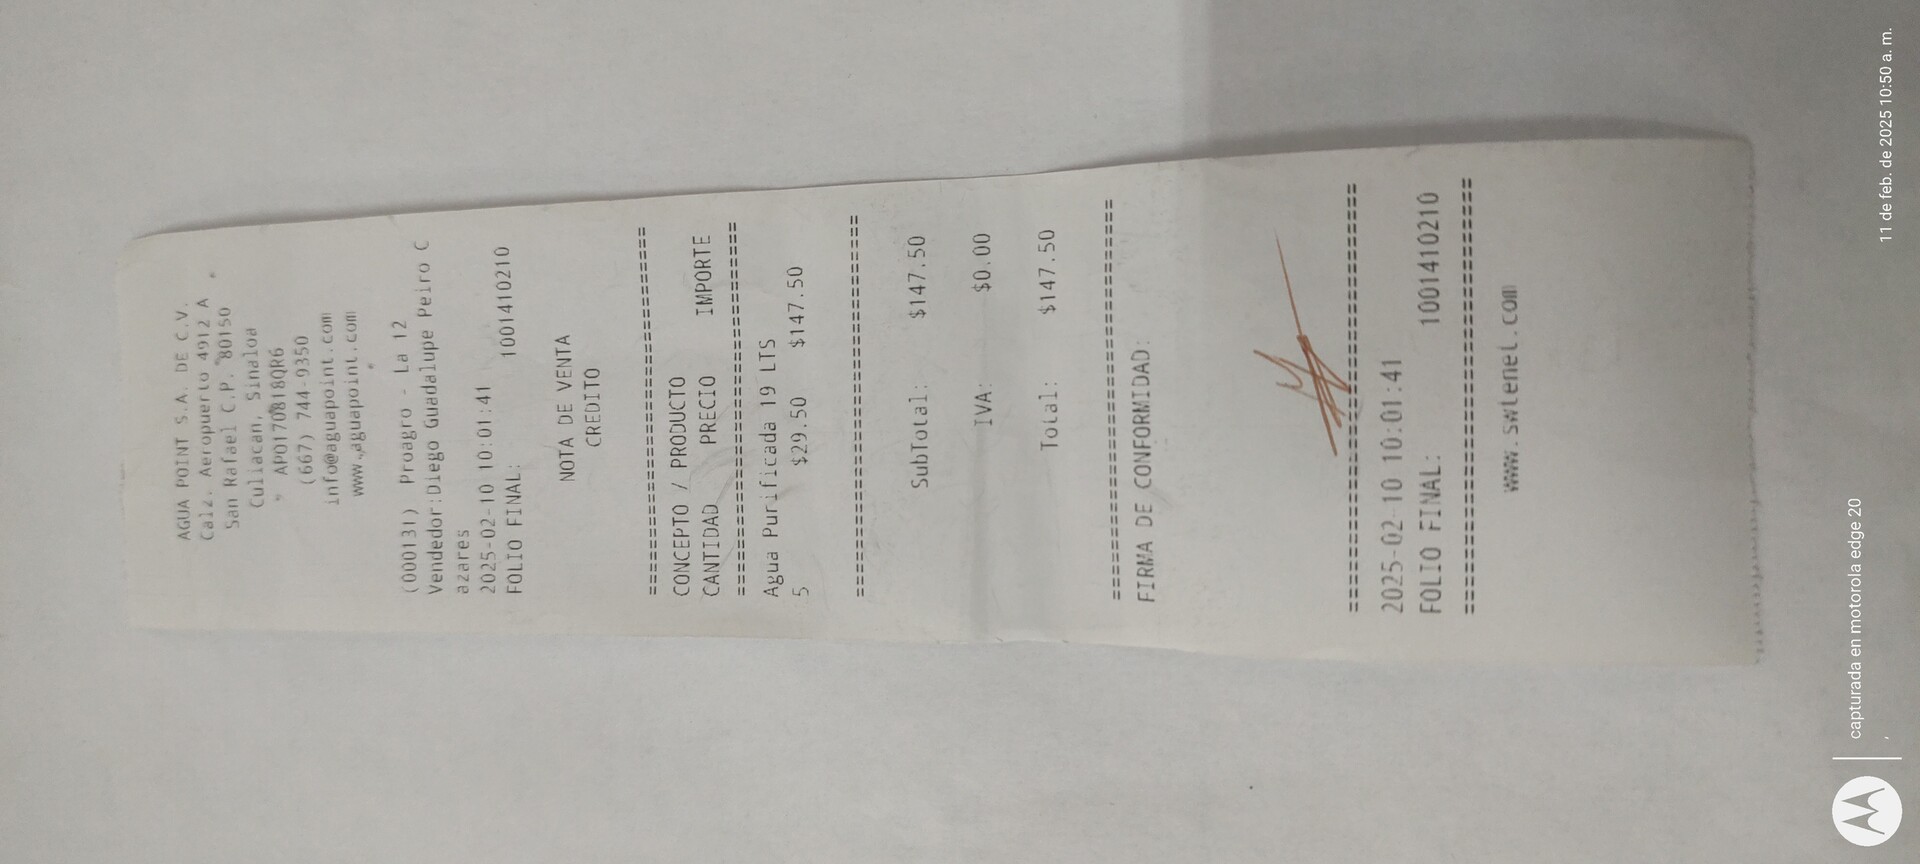 AGUA POINT S.A. DE C.V.
Calz. Aeropuerto 4912 A
San Rafael C.P. 80150
Culiacan, Sinaloa
APO170818QR6
(667) 744-9350
info@aguapoint.com
www.aguapoint.com
(000131) Proagro - La 12
Vendedor:Diego Guadalupe Peiro C
azares
2025-02-10 10:01:41
FOLIO FINAL: 1001410210
NOTA DE VENTA
CREDITO
================================
CONCEPTO / PRODUCTO
CANTIDAD PRECIO IMPORTE
================================
Agua Purificada 19 LTS
5 $29.50 $147.50
================================
SubTotal: $147.50
IVA: $0.00
Total: $147.50
================================
FIRMA DE CONFORMIDAD:
================================
2025-02-10 10:01:41
FOLIO FINAL: 1001410210
================================
www.swtenel.com
capturada en motorola edge 20
,
11 de feb. de 2025 10:50 a. m.